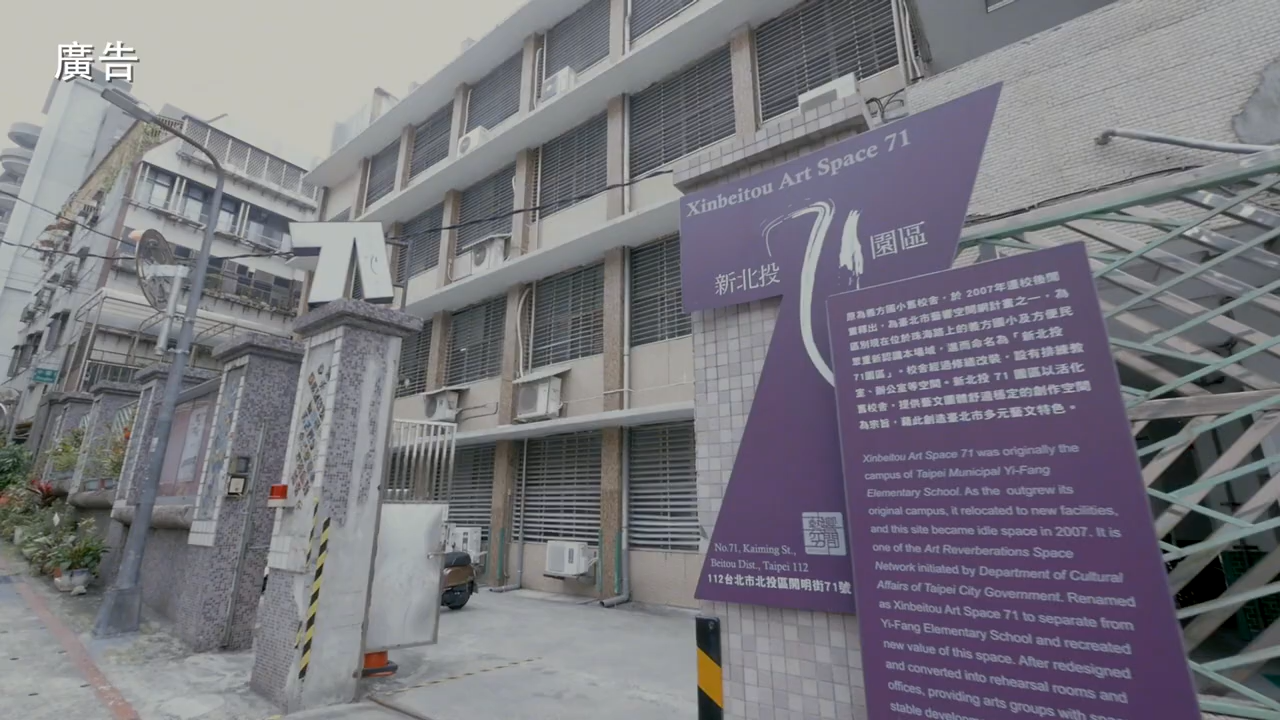 廣告
71
Xinbeitou Art Space 71
新北投
71
園區
No.71, Kaiming St.,
Beitou Dist., Taipei 112
112台北市北投區開明街71號
原為義方國小舊校舍,於 2007年遷校後閒
置釋出,為臺北市藝響空間網計畫之一,為
區別現在位於珠海路上的義方國小及方便民
眾重新認識本場域,進而命名為「新北投
71園區」。校舍經過修繕改裝,設有排練教
室、辦公室等空間。新北投 71 園區以活化
舊校舍,提供藝文團體舒適穩定的創作空間
為宗旨,藉此創造臺北市多元藝文特色。
Xinbeitou Art Space 71 was originally the
campus of Taipei Municipal Yi-Fang
Elementary School. As the outgrew its
original campus, it relocated to new facilities,
and this site became idle space in 2007. It is
one of the Art Reverberations Space
Network initiated by Department of Cultural
Affairs of Taipei City Government. Renamed
as Xinbeitou Art Space 71 to separate from
Yi-Fang Elementary School and recreated
new value of this space. After redesigned
and converted into rehearsal rooms and
offices, providing arts groups with
stable